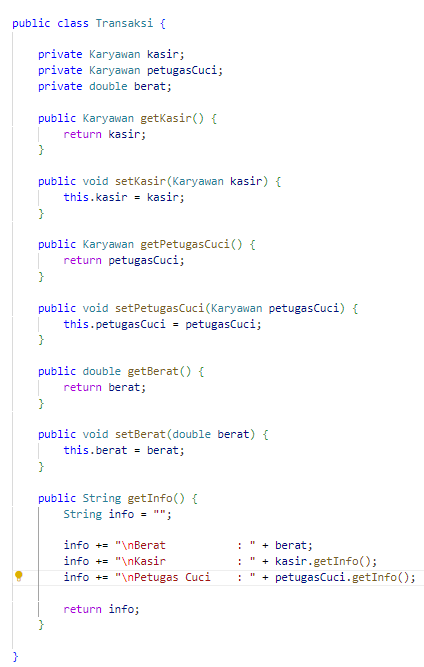 public class Transaksi {
private Karyawan kasir;
private Karyawan petugasCuci;
private double berat;
public Karyawan getKasir() {
return kasir;
}
public void setKasir(Karyawan kasir) {
this.kasir = kasir;
}
public Karyawan getPetugasCuci() {
return petugasCuci;
}
public void setPetugasCuci(Karyawan petugasCuci) {
this.petugasCuci = petugasCuci;
}
public double getBerat() {
return berat;
}
public void setBerat(double berat) {
this.berat = berat;
}
public String getInfo() {
String info = "";
info += "\nBerat           : " + berat;
info += "\nKasir           : " + kasir.getInfo();
info += "\nPetugas Cuci    : " + petugasCuci.getInfo();
return info;
}
}